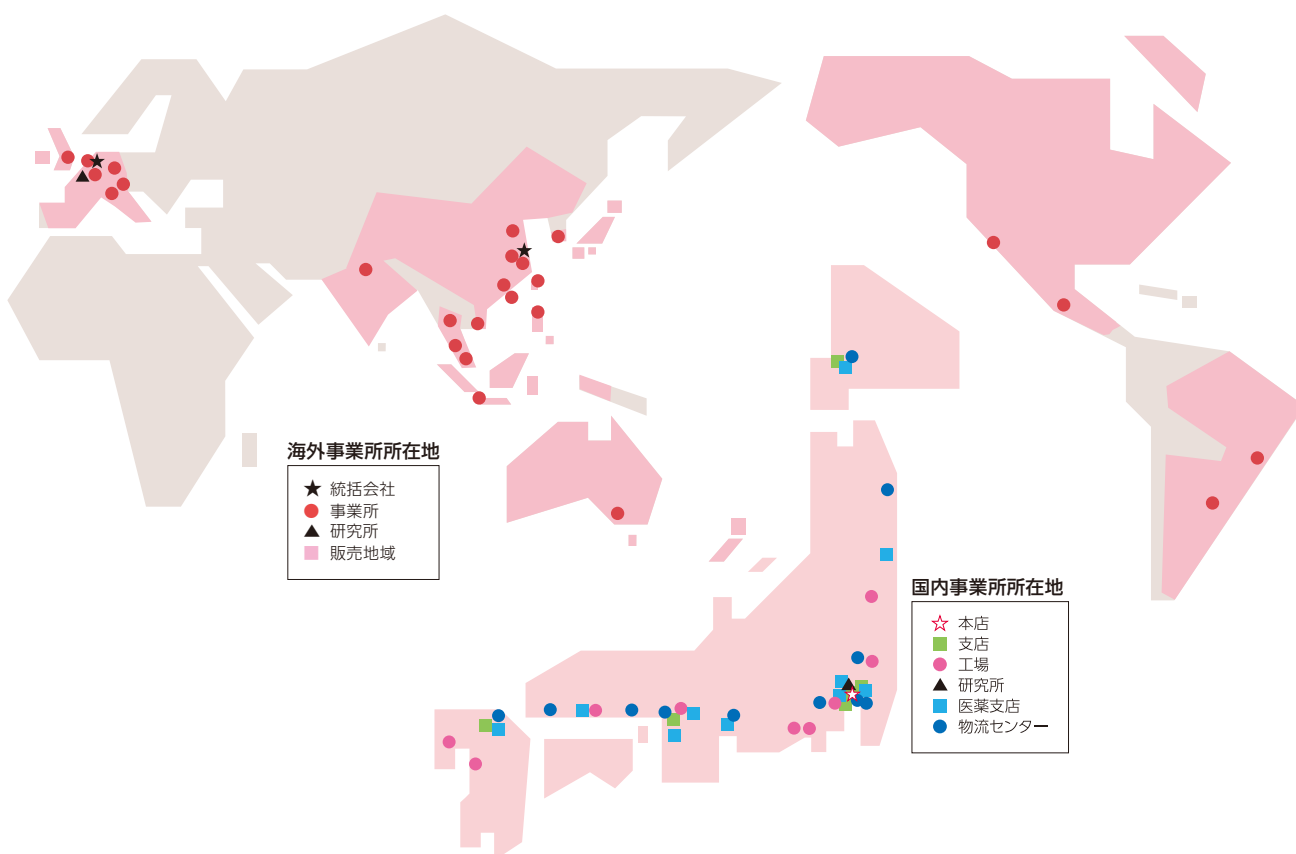 海外事業所所在地
統括会社
事業所
研究所
販売地域
国内事業所所在地
本店
支店
工場
研究所
医薬支店
物流センター